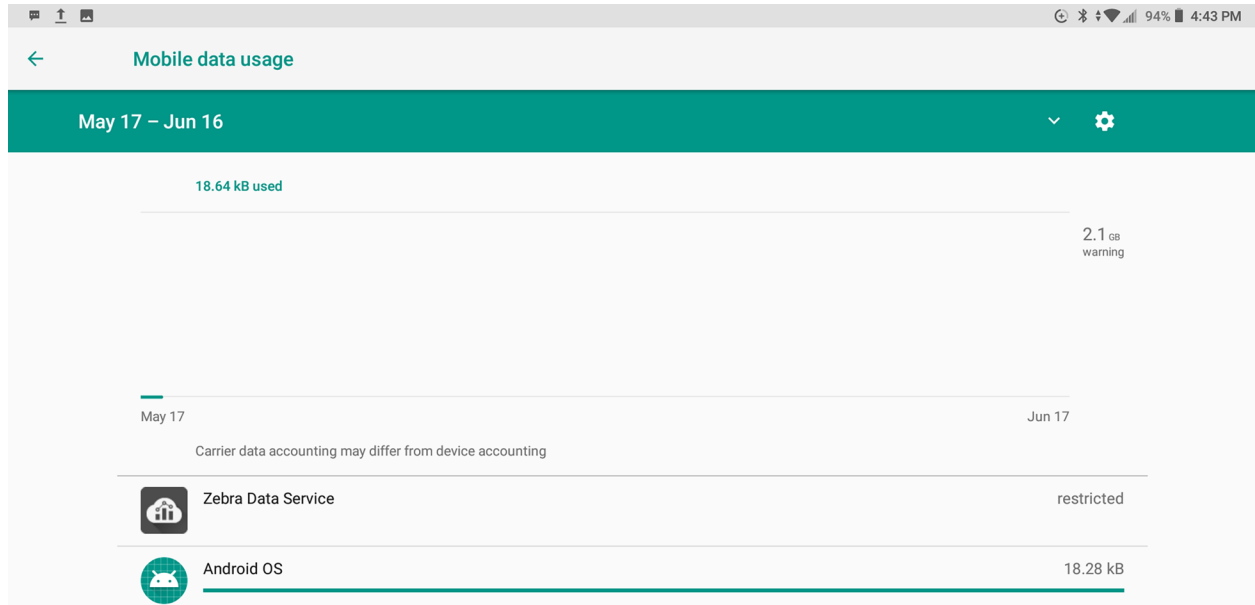 94% 4:43 PM
Mobile data usage
May 17 – Jun 16
18.64 kB used
2.1 GB
warning
May 17 Jun 17
Carrier data accounting may differ from device accounting
Zebra Data Service restricted
Android OS 18.28 kB